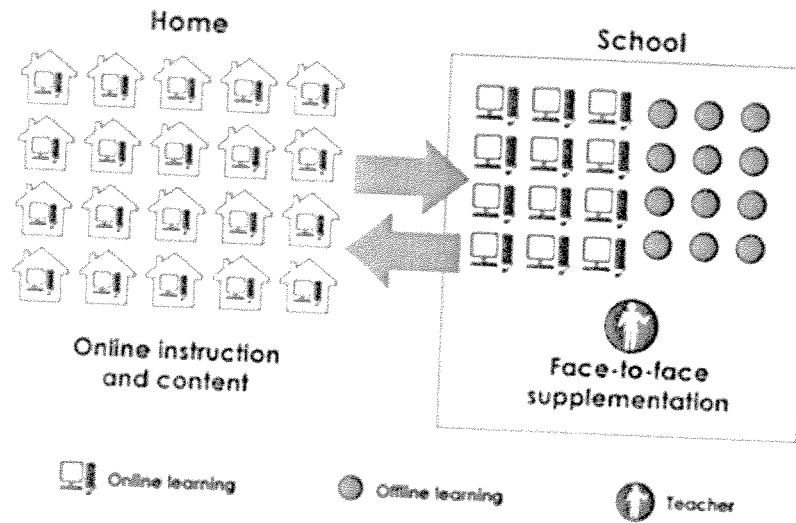 Home
School
Online instruction
and content
Face-to-face
supplementation
Online learning
Offline learning
Teacher